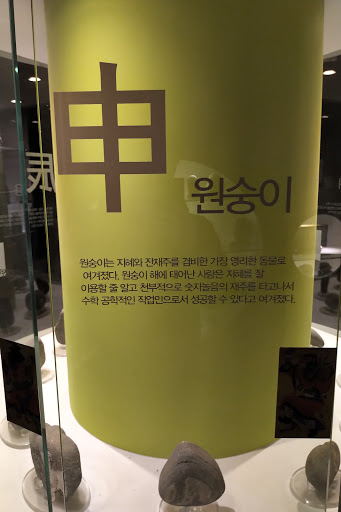 申
원숭이
원숭이는 지혜와 잔재주를 겸비한 가장 영리한 동물로
여겨졌다. 원숭이 해에 태어난 사람은 지혜를 잘
이용할 줄 알고 천부적으로 숫자놀음의 재주를 타고나서
수학 공학적인 직업인으로서 성공할 수 있다고 여겨졌다.
辰